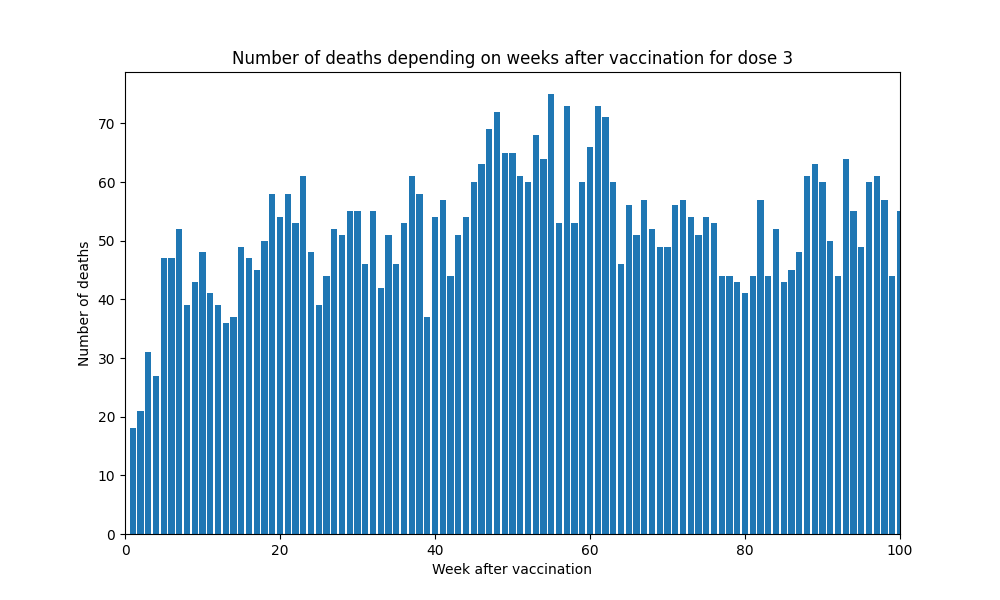 Number of deaths depending on weeks after vaccination for dose 3
Number of deaths
70
60
50
40
30
20
10
0
0 20 40 60 80 100
Week after vaccination